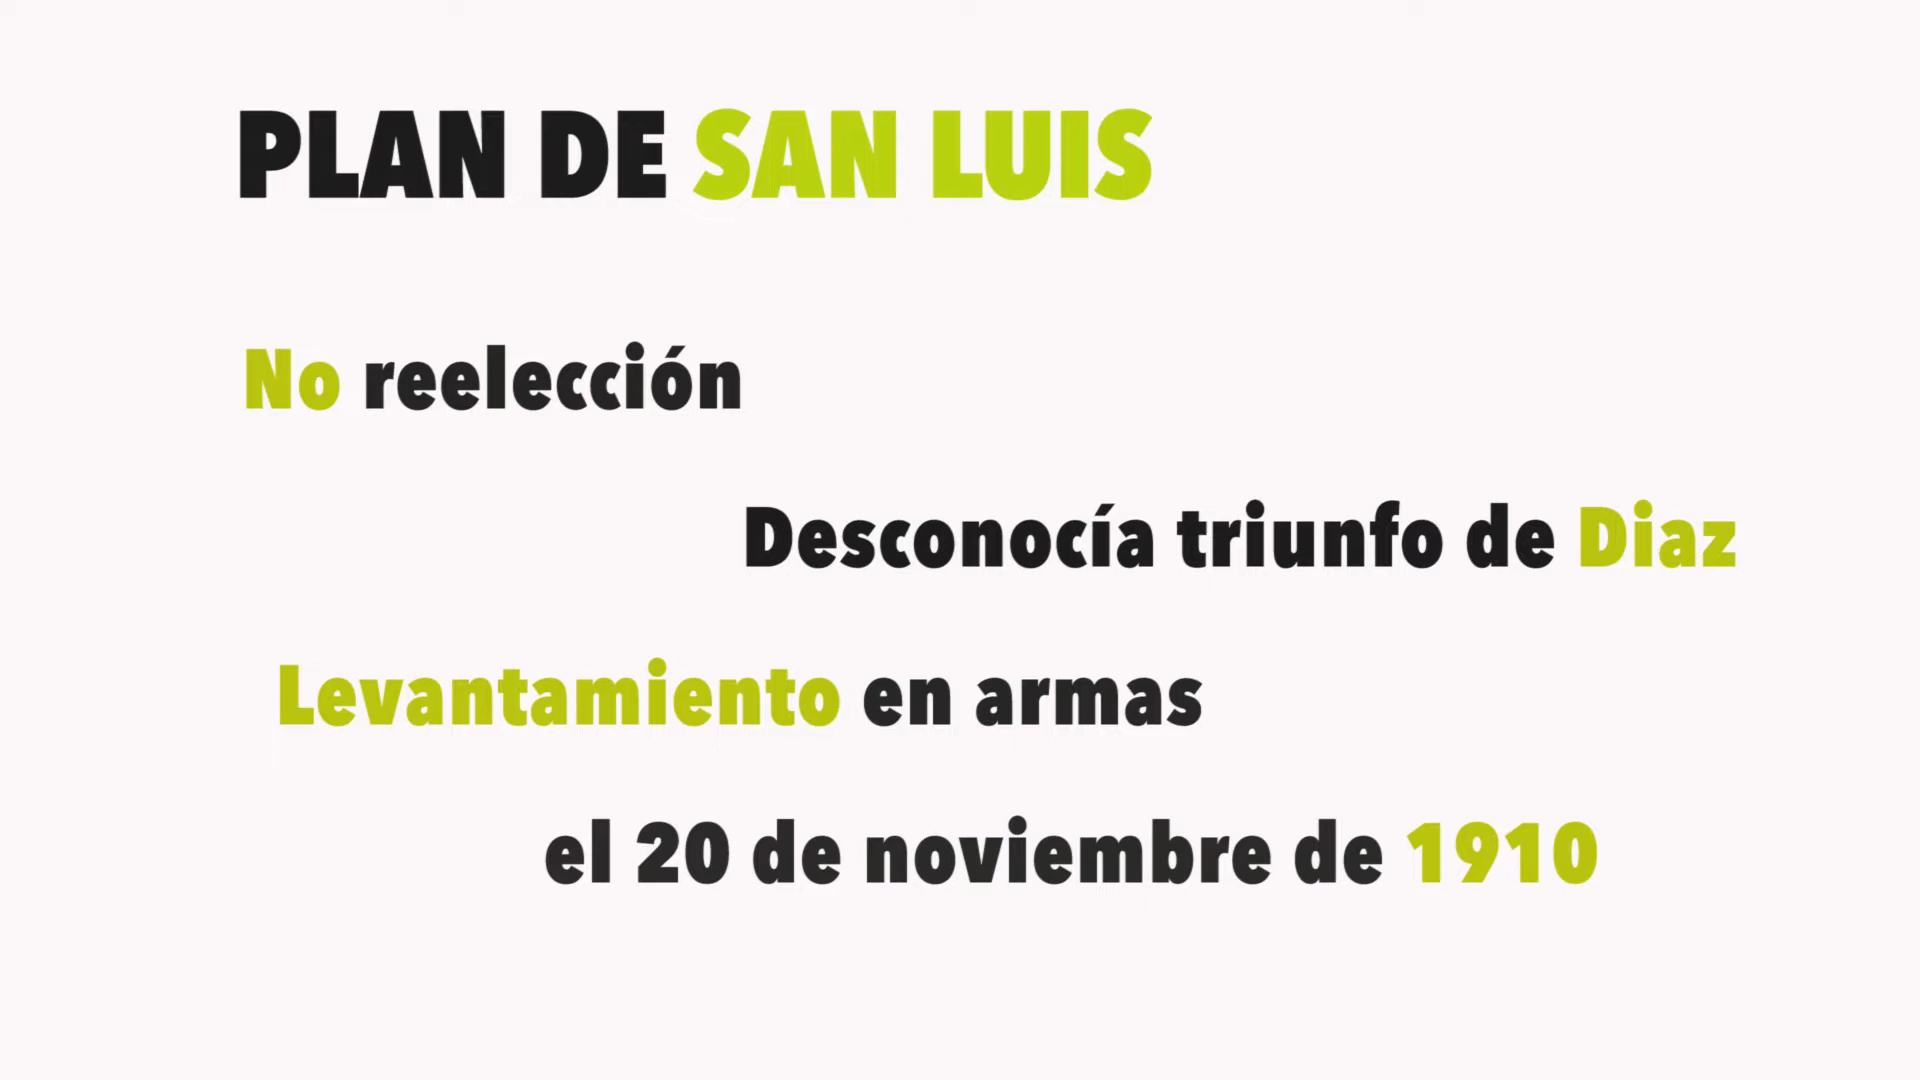 PLAN DE SAN LUIS
No reelección
Desconocía triunfo de Diaz
Levantamiento en armas
el 20 de noviembre de 1910